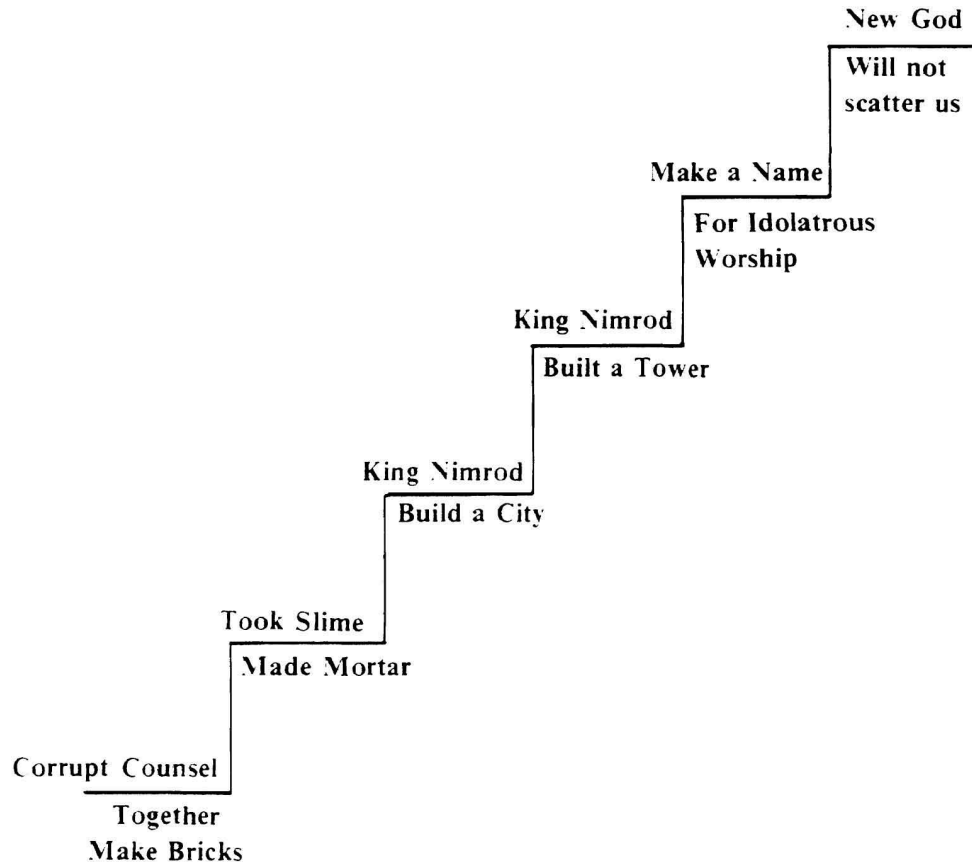 New God
Will not
scatter us
Make a Name
For Idolatrous
Worship
King Nimrod
Built a Tower
King Nimrod
Build a City
Took Slime
Made Mortar
Corrupt Counsel
Together
Make Bricks